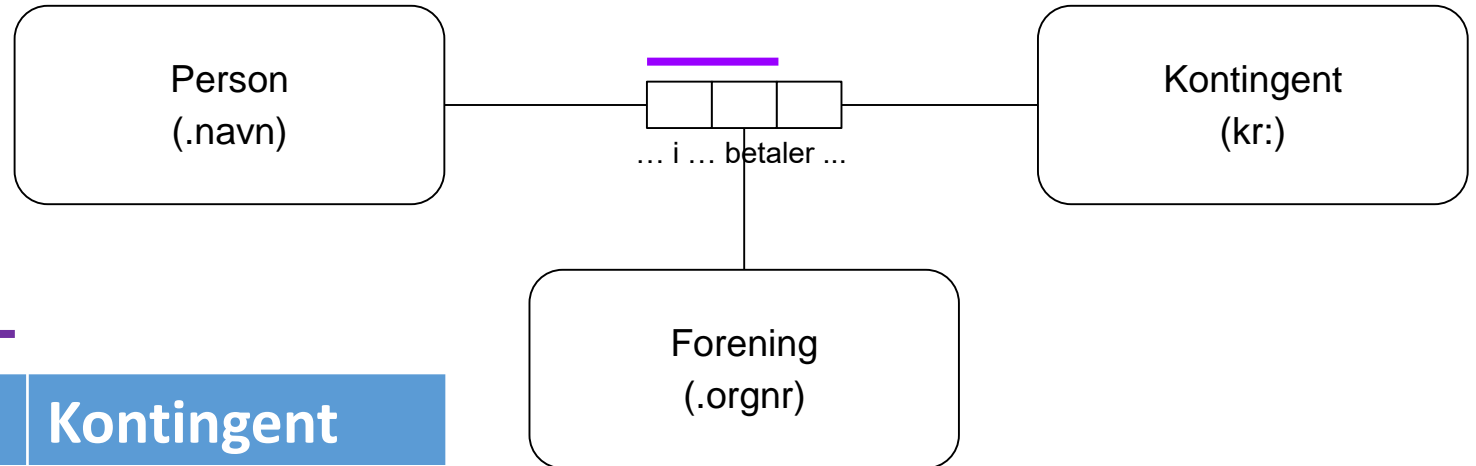 Person
(.navn)
Kontingent
(kr:)
… i … betaler ...
Forening
(.orgnr)
Kontingent